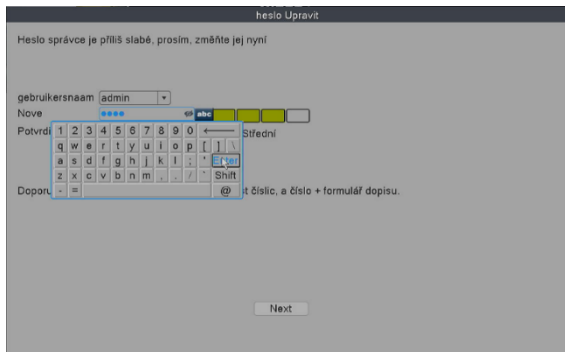 heslo Upravit
Heslo správce je příliš slabé, prosím, změňte jej nyní
gebruikersnaam admin
Nove abc
Potvrdi Střední
1 2 3 4 5 6 7 8 9 0
q w e r t y u i o p [ ] \
a s d f g h j k l ; ' Enter
z x c v b n m , . / ` Shift
- = @
Doporu t číslic, a číslo + formulář dopisu.
Next